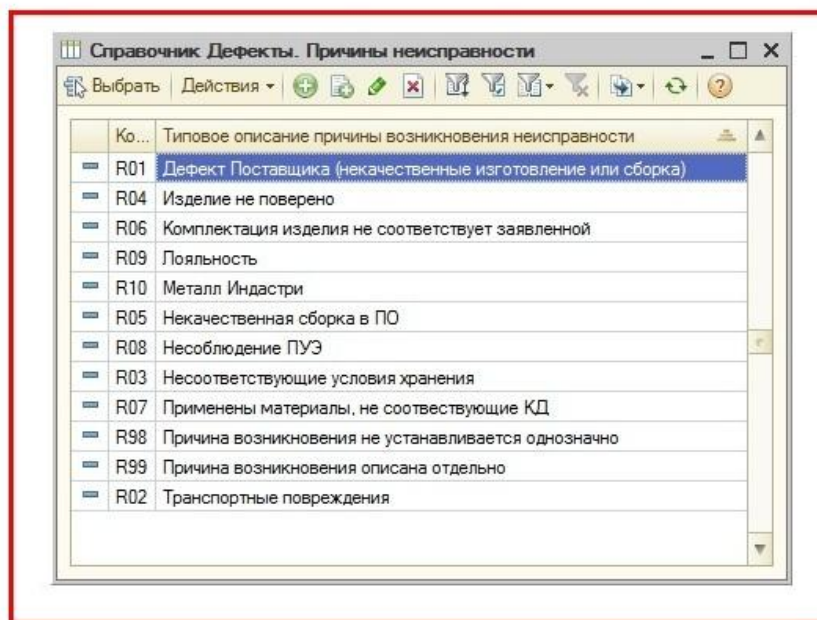 Справочник Дефекты. Причины неисправности
Выбрать Действия
Ко... Типовое описание причины возникновения неисправности
R01 Дефект Поставщика (некачественные изготовление или сборка)
R04 Изделие не поверено
R06 Комплектация изделия не соответствует заявленной
R09 Лояльность
R10 Металл Индастри
R05 Некачественная сборка в ПО
R08 Несоблюдение ПУЭ
R03 Несоответствующие условия хранения
R07 Применены материалы, не соотвествующие КД
R98 Причина возникновения не устанавливается однозначно
R99 Причина возникновения описана отдельно
R02 Транспортные повреждения